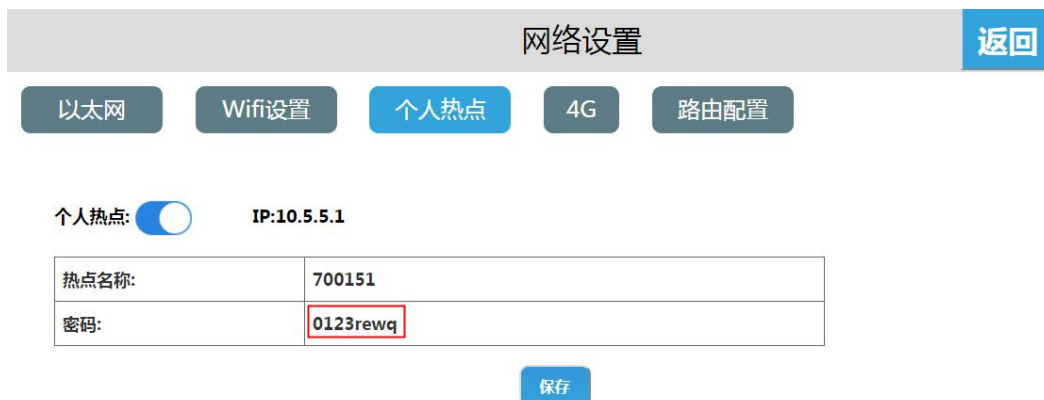 网络设置 返回
以太网 Wifi设置 个人热点 4G 路由配置
个人热点: IP:10.5.5.1
热点名称: 700151
密码: 0123rewq
保存